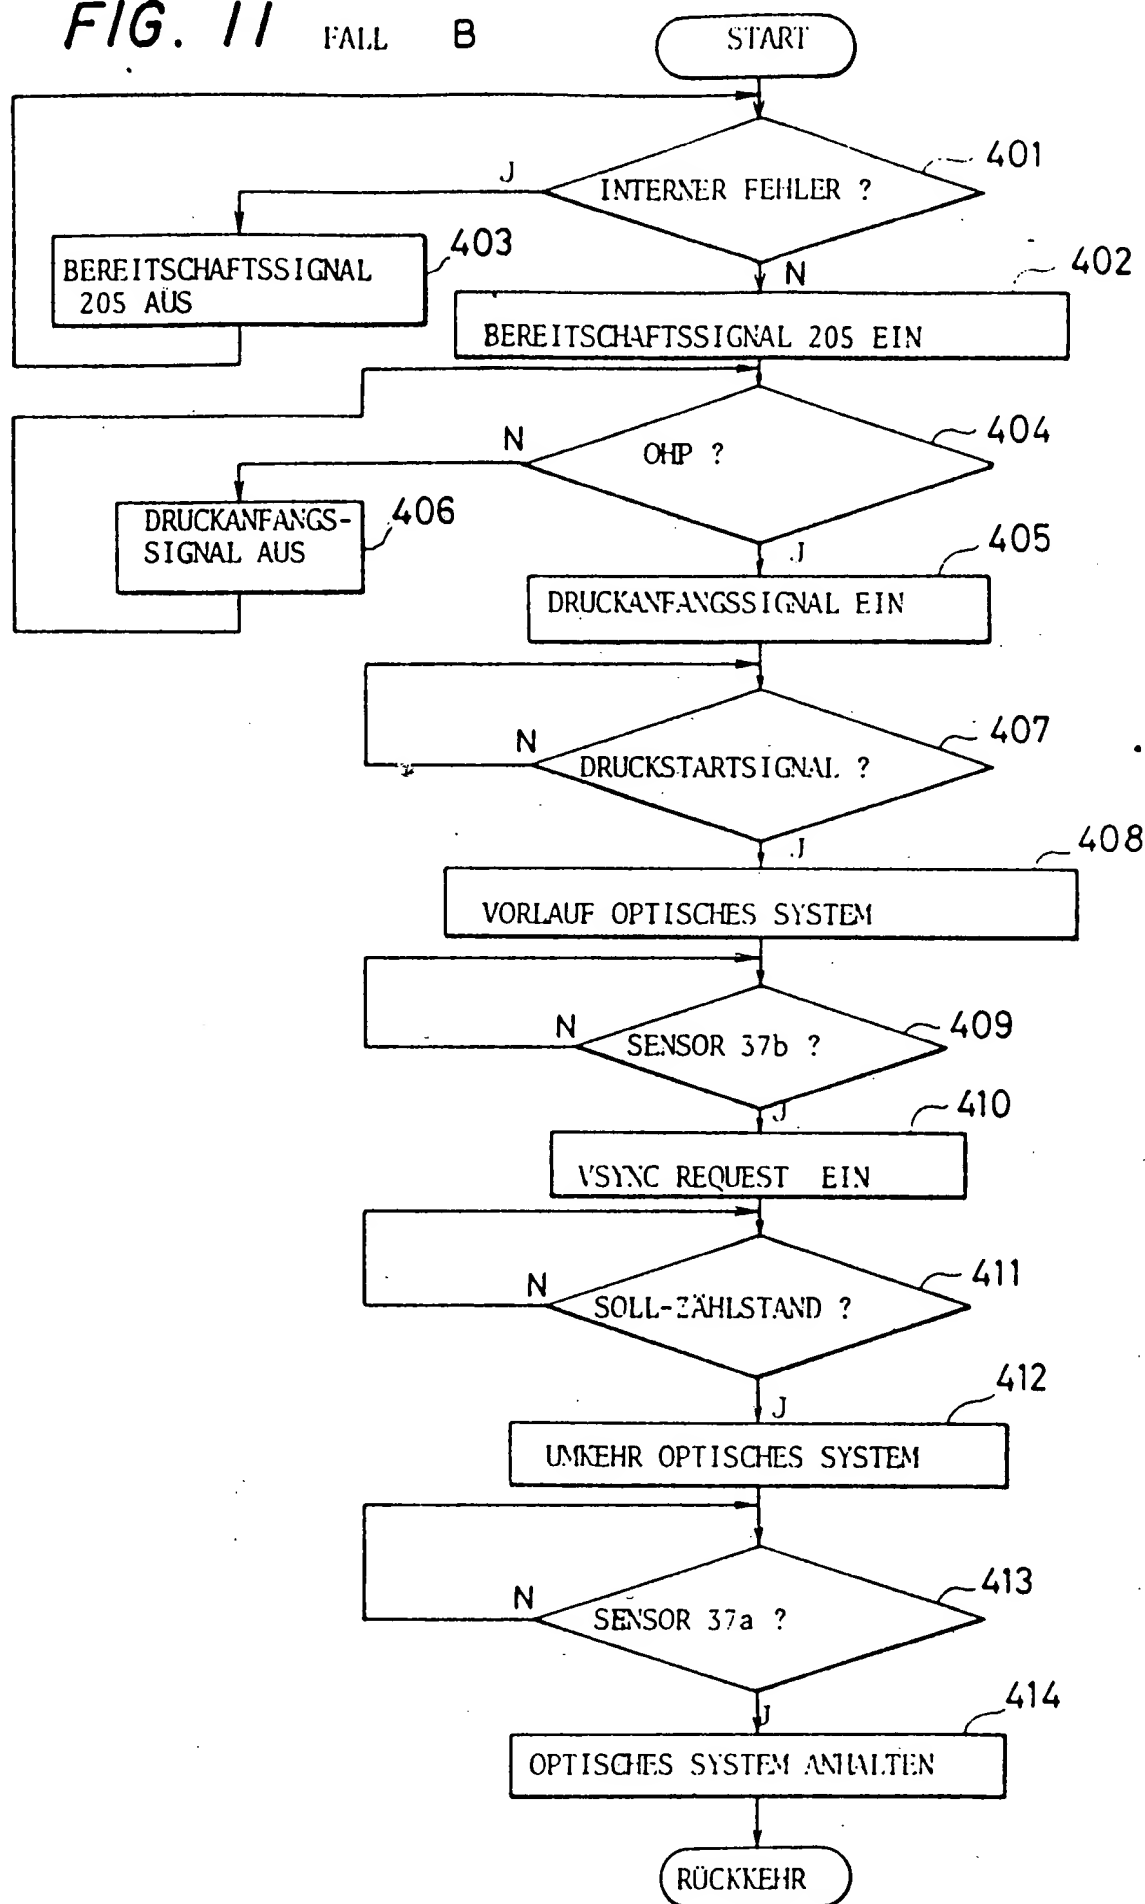 FIG. 11 FALL B
START
401
J
INTERNER FEHLER ?
403
N
402
BEREITSCHAFTSSIGNAL
205 AUS
BEREITSCHAFTSSIGNAL 205 EIN
404
N
OHP ?
406
DRUCKANFANGS-
SIGNAL AUS
J
405
DRUCKANFANGSSIGNAL EIN
407
N
DRUCKSTARTSIGNAL ?
J
408
VORLAUF OPTISCHES SYSTEM
409
N
SENSOR 37b ?
J
410
VSYNC REQUEST EIN
411
N
SOLL-ZÄHLSTAND ?
J
412
UMKEHR OPTISCHES SYSTEM
413
N
SENSOR 37a ?
J
414
OPTISCHES SYSTEM ANHALTEN
RÜCKKEHR